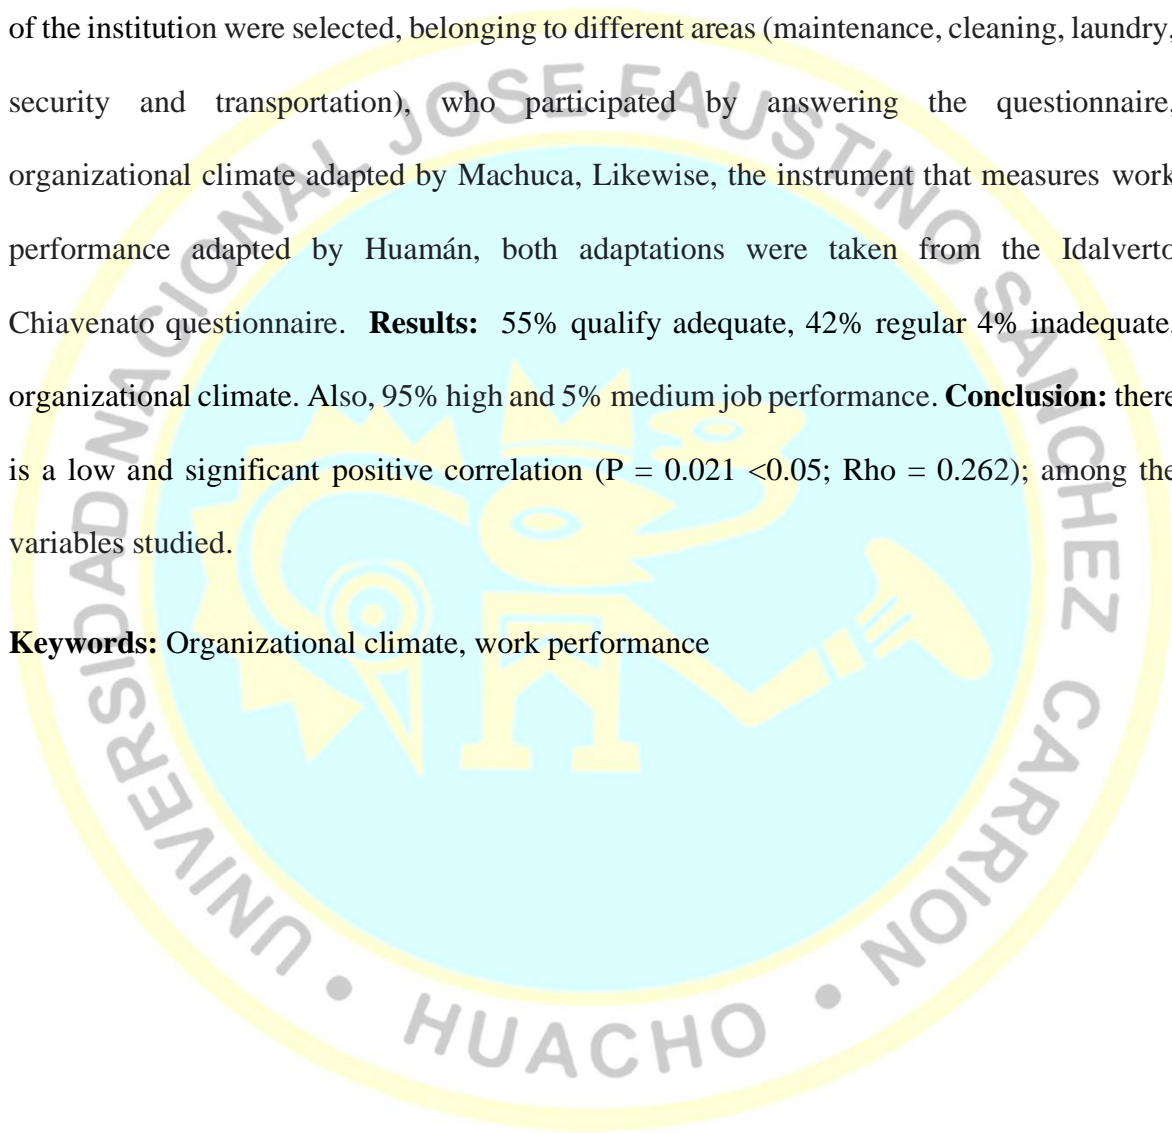 of the institution were selected, belonging to different areas (maintenance, cleaning, laundry,
security and transportation), who participated by answering the questionnaire,
organizational climate adapted by Machuca, Likewise, the instrument that measures work
performance adapted by Huamán, both adaptations were taken from the Idalverto
Chiavenato questionnaire. Results: 55% qualify adequate, 42% regular 4% inadequate,
organizational climate. Also, 95% high and 5% medium job performance. Conclusion: there
is a low and significant positive correlation (P = 0.021 <0.05; Rho = 0.262); among the
variables studied.
Keywords: Organizational climate, work performance
UNIVERSIDAD NACIONAL JOSE FAUSTINO SANCHEZ CARRION
• HUACHO •